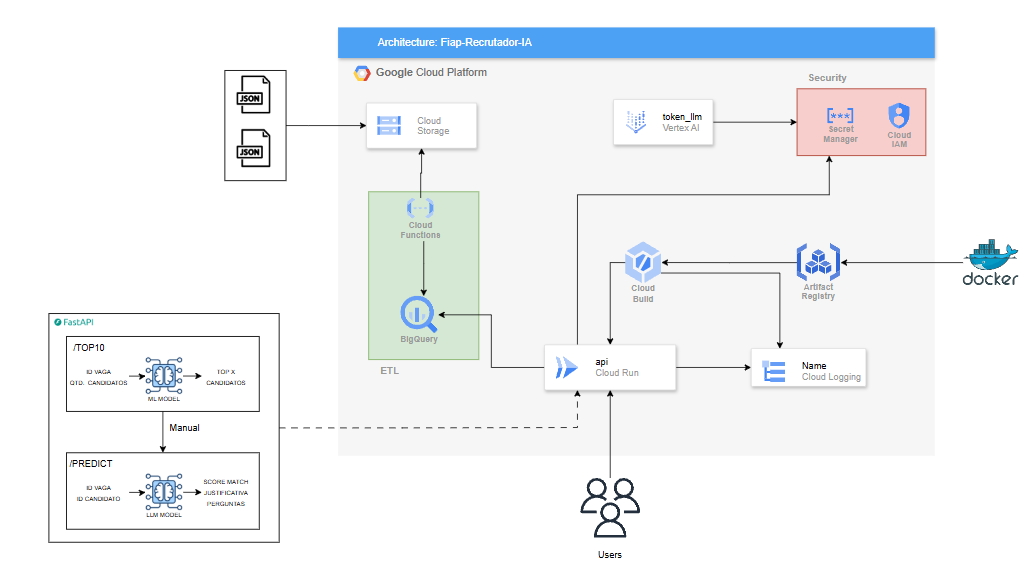 Architecture: Fiap-Recrutador-IA
Google Cloud Platform
Security
JSON
JSON
Cloud
Storage
token_llm
Vertex AI
[***]
Secret
Manager
Cloud
IAM
Cloud
Functions
BigQuery
ETL
Cloud
Build
Artifact
Registry
docker
api
Cloud Run
Name
Cloud Logging
FastAPI
/TOP10
ID VAGA
QTD. CANDIDATOS
ML MODEL
TOP X
CANDIDATOS
Manual
/PREDICT
ID VAGA
ID CANDIDATO
LLM MODEL
SCORE MATCH
JUSTIFICATIVA
PERGUNTAS
Users